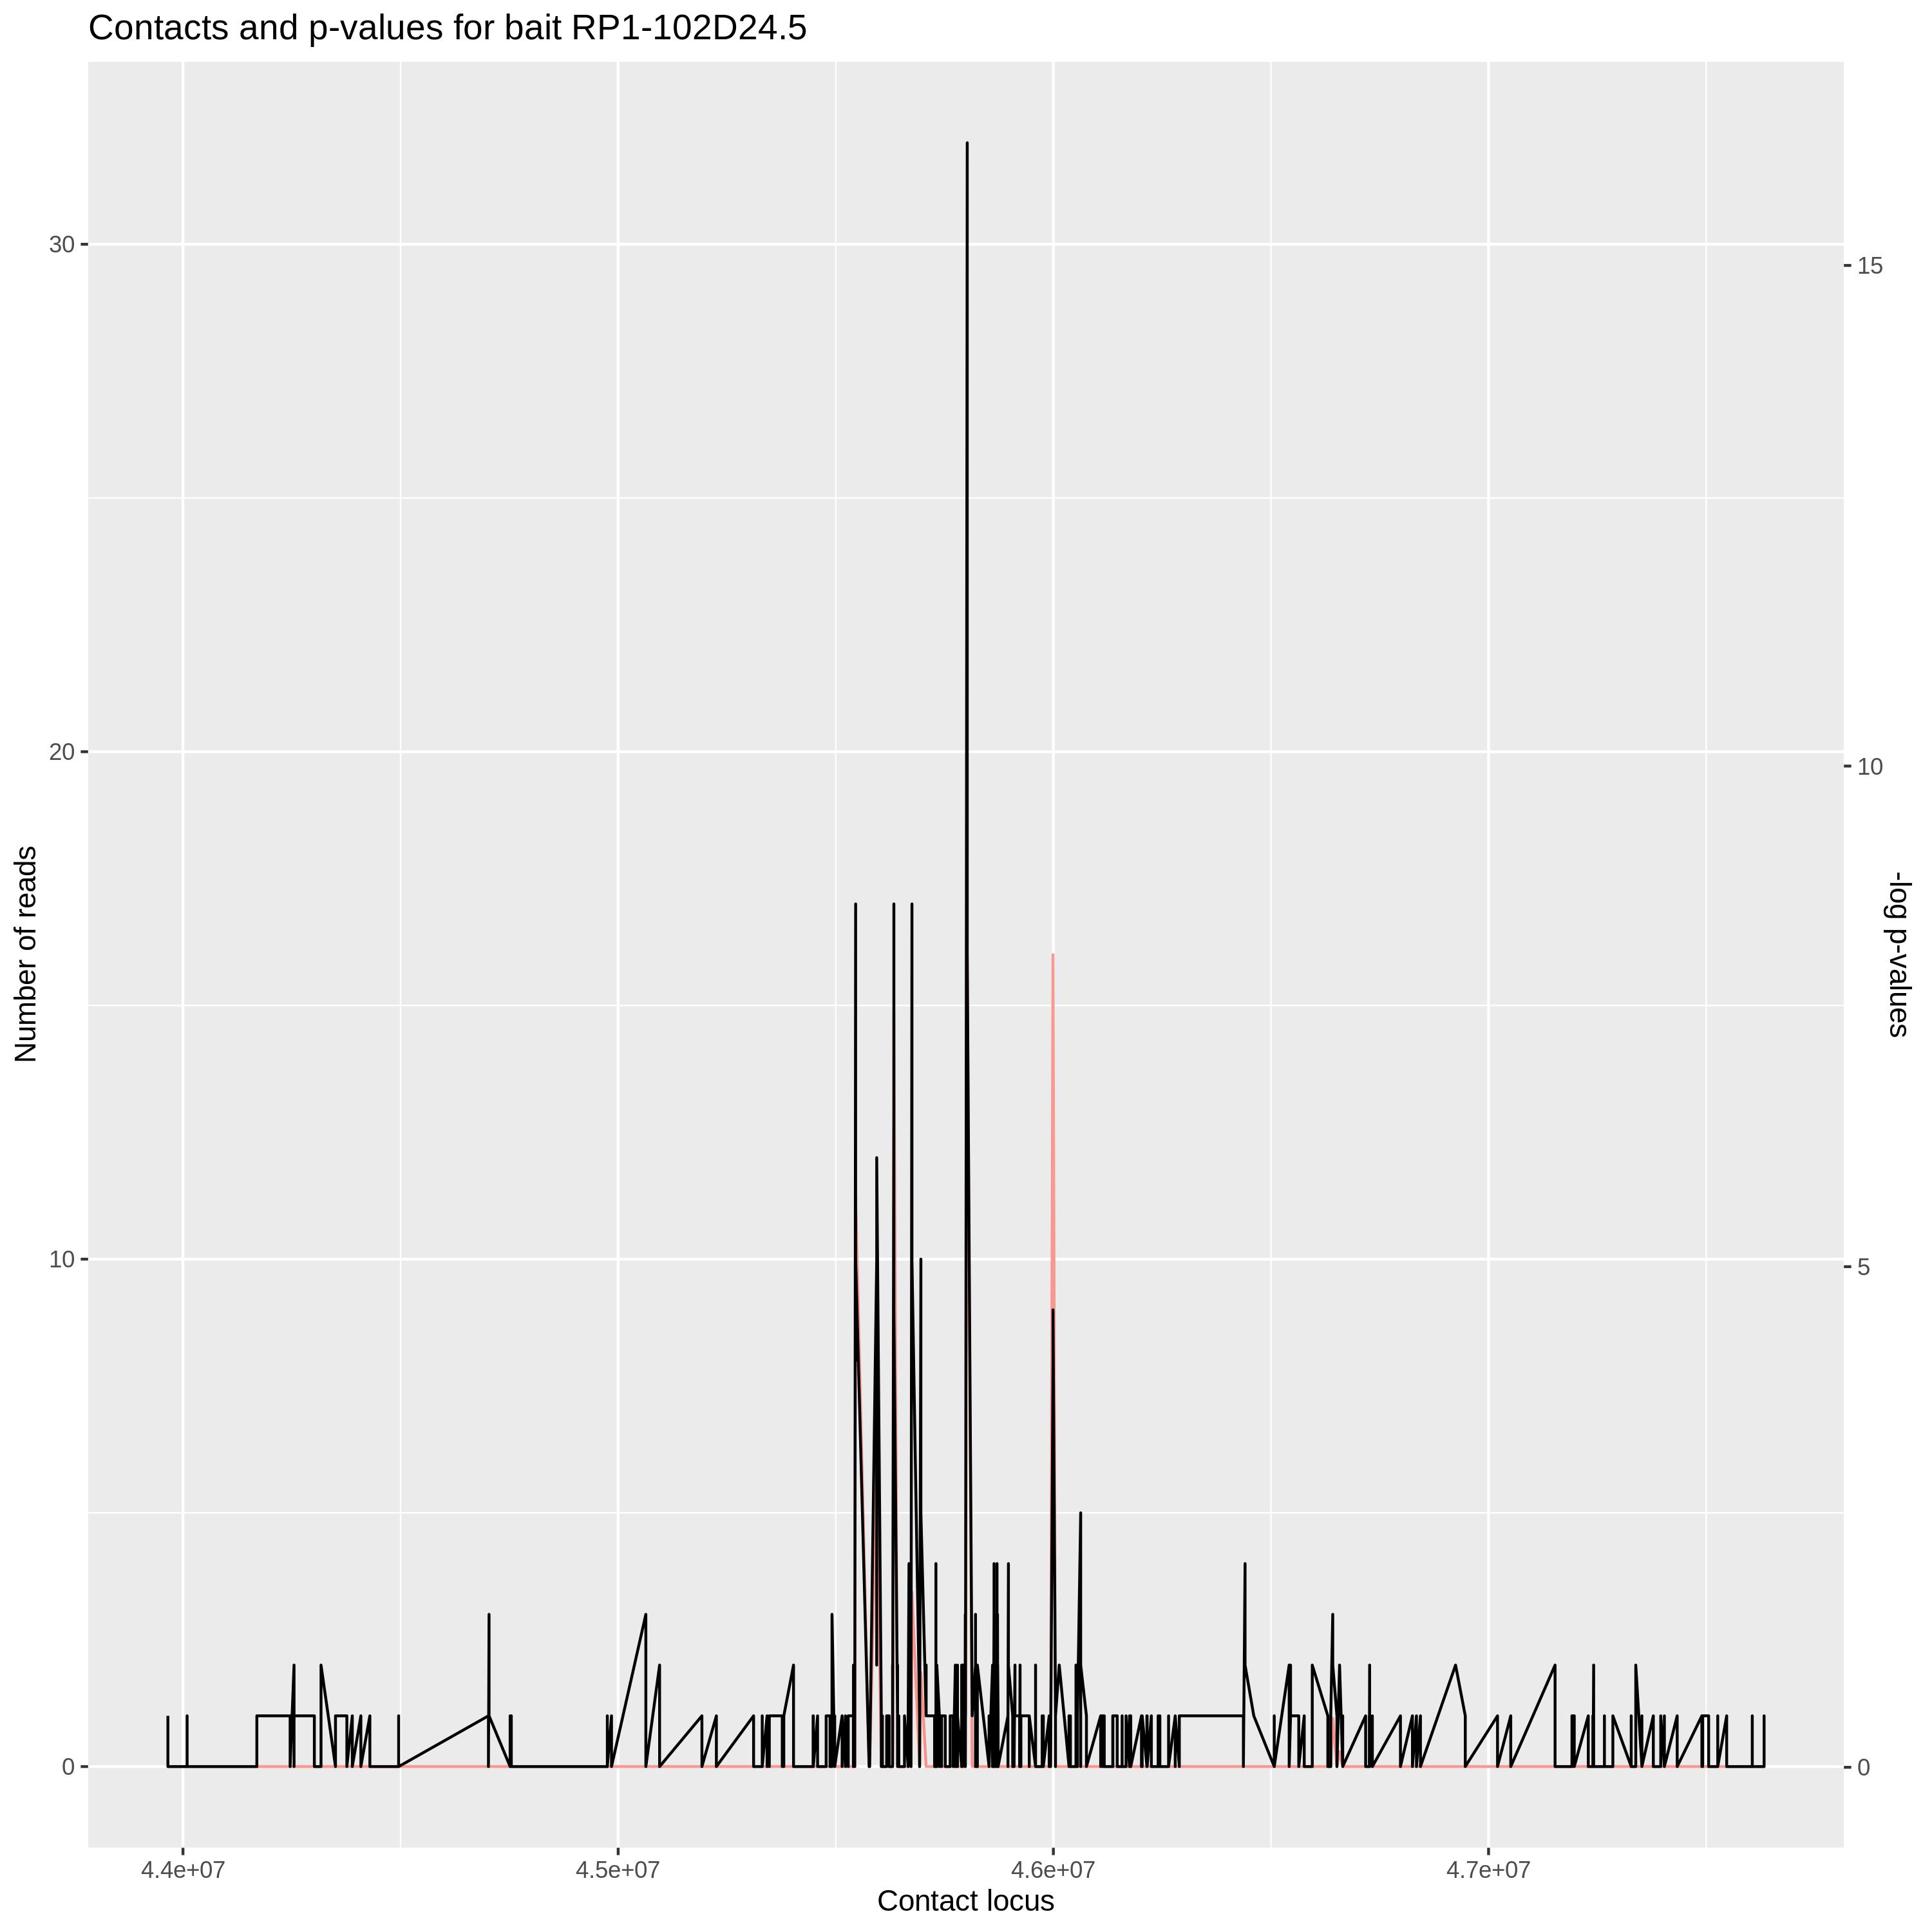 Contacts and p-values for bait RP1-102D24.5
30
20
10
0
Number of reads
15
10
5
0
-log p-values
4.4e+07 4.5e+07 4.6e+07 4.7e+07
Contact locus